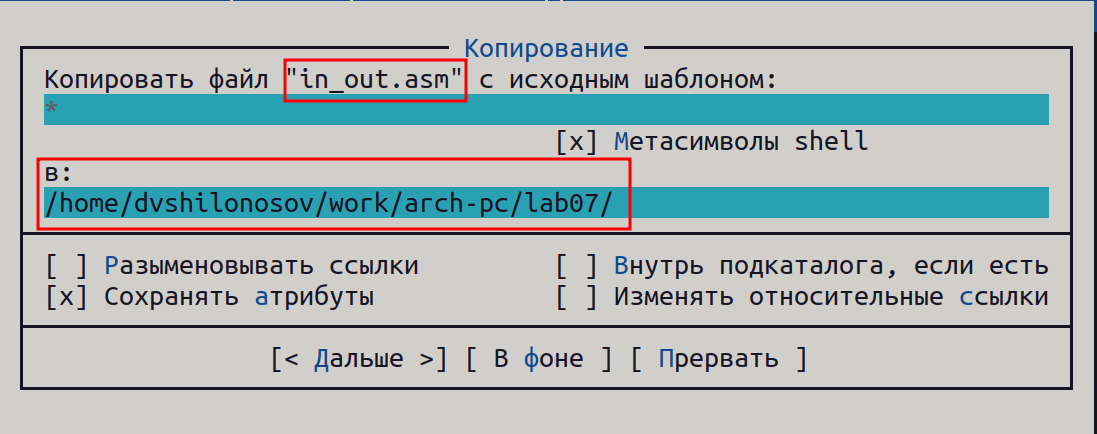 Копирование
Копировать файл "in_out.asm" с исходным шаблоном:
*
[x] Метасимволы shell
в:
/home/dvshilonosov/work/arch-pc/lab07/
[ ] Разыменовывать ссылки [ ] Внутрь подкаталога, если есть
[x] Сохранять атрибуты [ ] Изменять относительные ссылки
[< Дальше >] [ В фоне ] [ Прервать ]